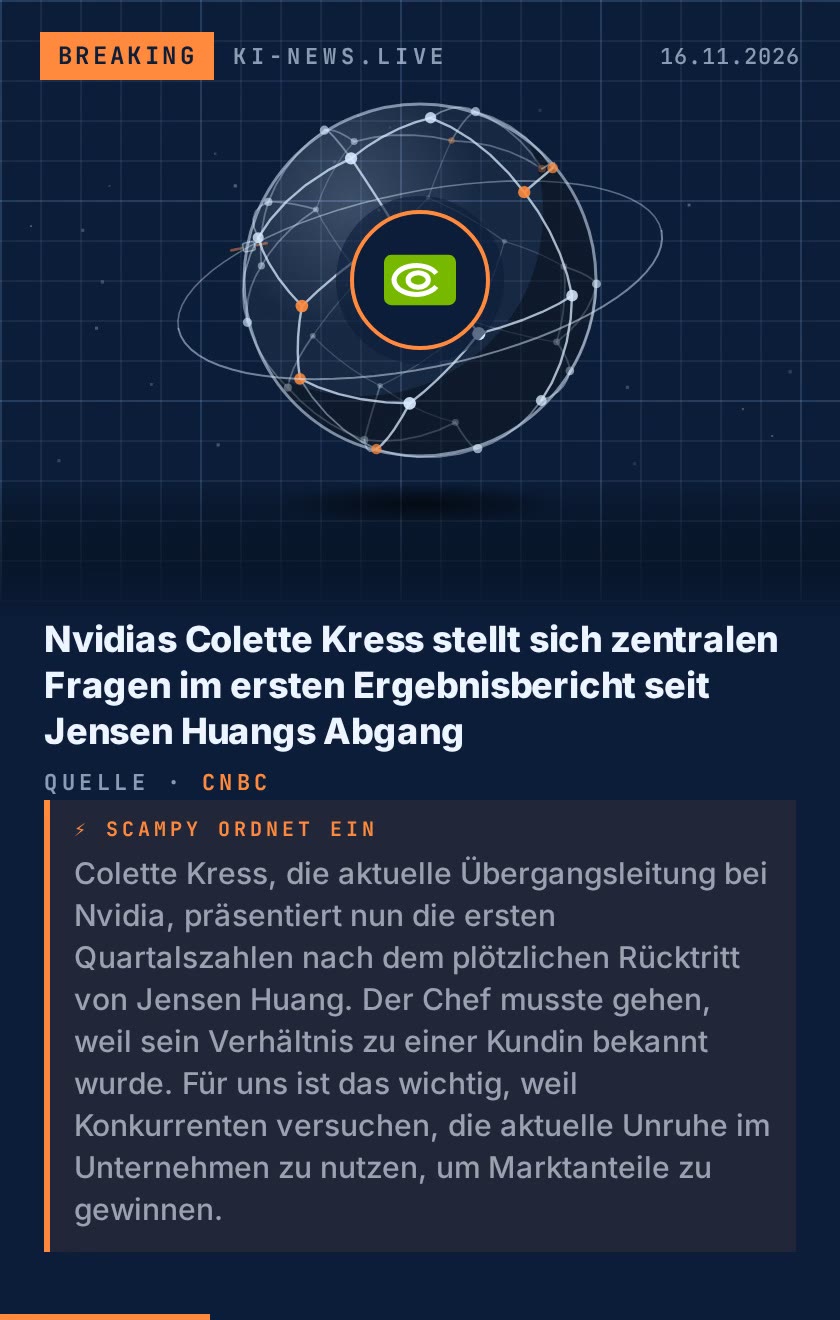 BREAKING KI-NEWS.LIVE 16.11.2026
Nvidias Colette Kress stellt sich zentralen
Fragen im ersten Ergebnisbericht seit
Jensen Huangs Abgang
QUELLE · CNBC
⚡ SCAMPY ORDNET EIN
Colette Kress, die aktuelle Übergangsleitung bei
Nvidia, präsentiert nun die ersten
Quartalszahlen nach dem plötzlichen Rücktritt
von Jensen Huang. Der Chef musste gehen,
weil sein Verhältnis zu einer Kundin bekannt
wurde. Für uns ist das wichtig, weil
Konkurrenten versuchen, die aktuelle Unruhe im
Unternehmen zu nutzen, um Marktanteile zu
gewinnen.